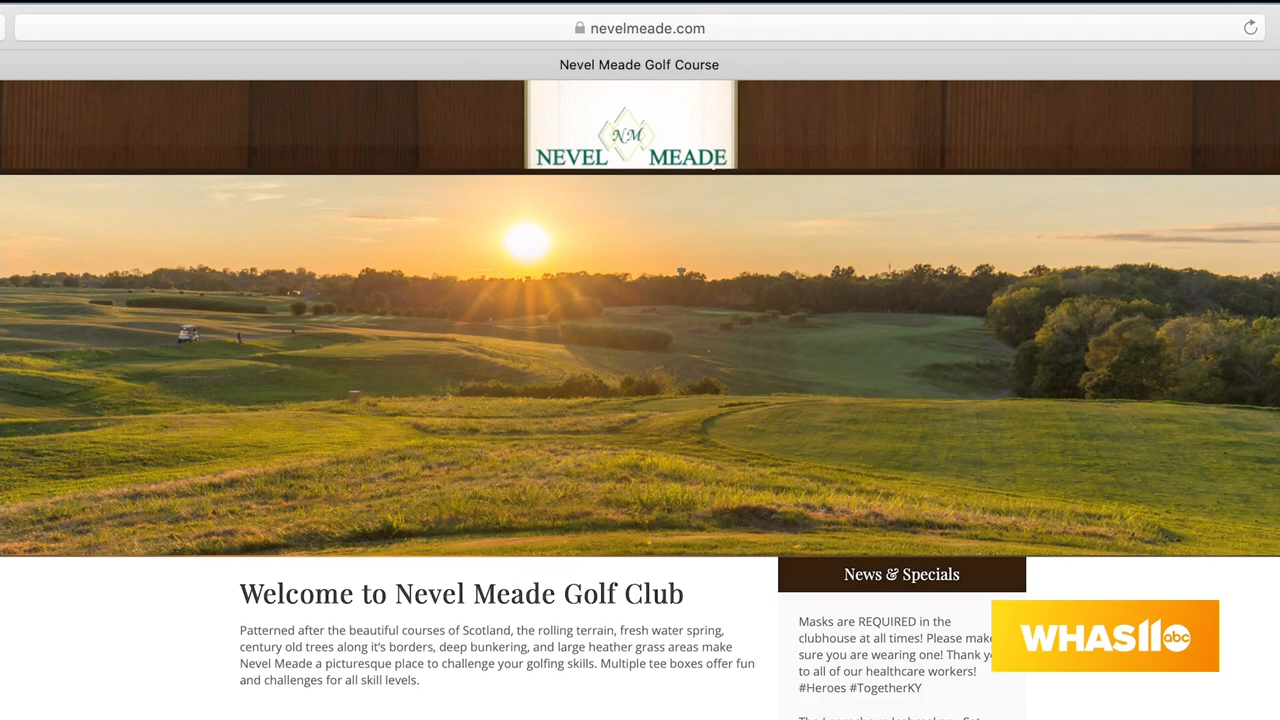 nevelmeade.com
Nevel Meade Golf Course
NM
NEVEL MEADE
Welcome to Nevel Meade Golf Club
Patterned after the beautiful courses of Scotland, the rolling terrain, fresh water spring,
century old trees along it's borders, deep bunkering, and large heather grass areas make
Nevel Meade a picturesque place to challenge your golfing skills. Multiple tee boxes offer fun
and challenges for all skill levels.
News & Specials
Masks are REQUIRED in the
clubhouse at all times! Please make
sure you are wearing one! Thank
to all of our healthcare workers!
#Heroes #TogetherKY
WHAS11 abc